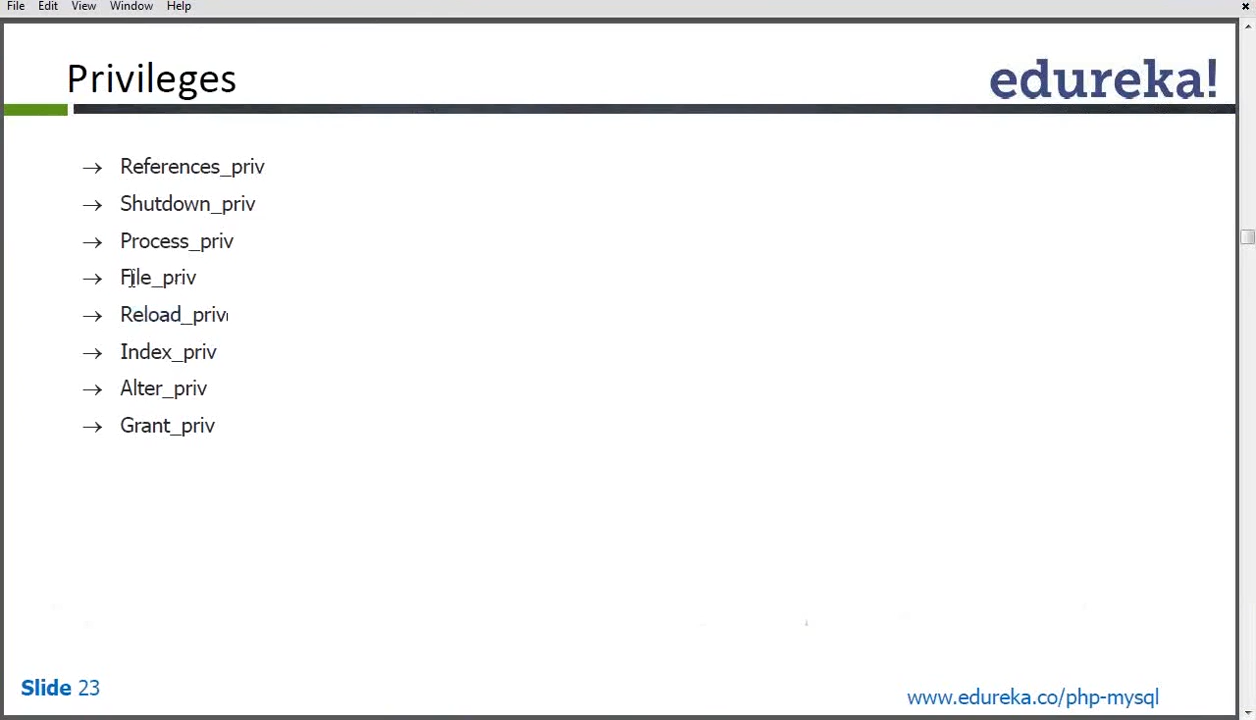 File Edit View Window Help
Privileges
edureka!
→ References_priv
→ Shutdown_priv
→ Process_priv
→ File_priv
→ Reload_priv
→ Index_priv
→ Alter_priv
→ Grant_priv
Slide 23
www.edureka.co/php-mysql